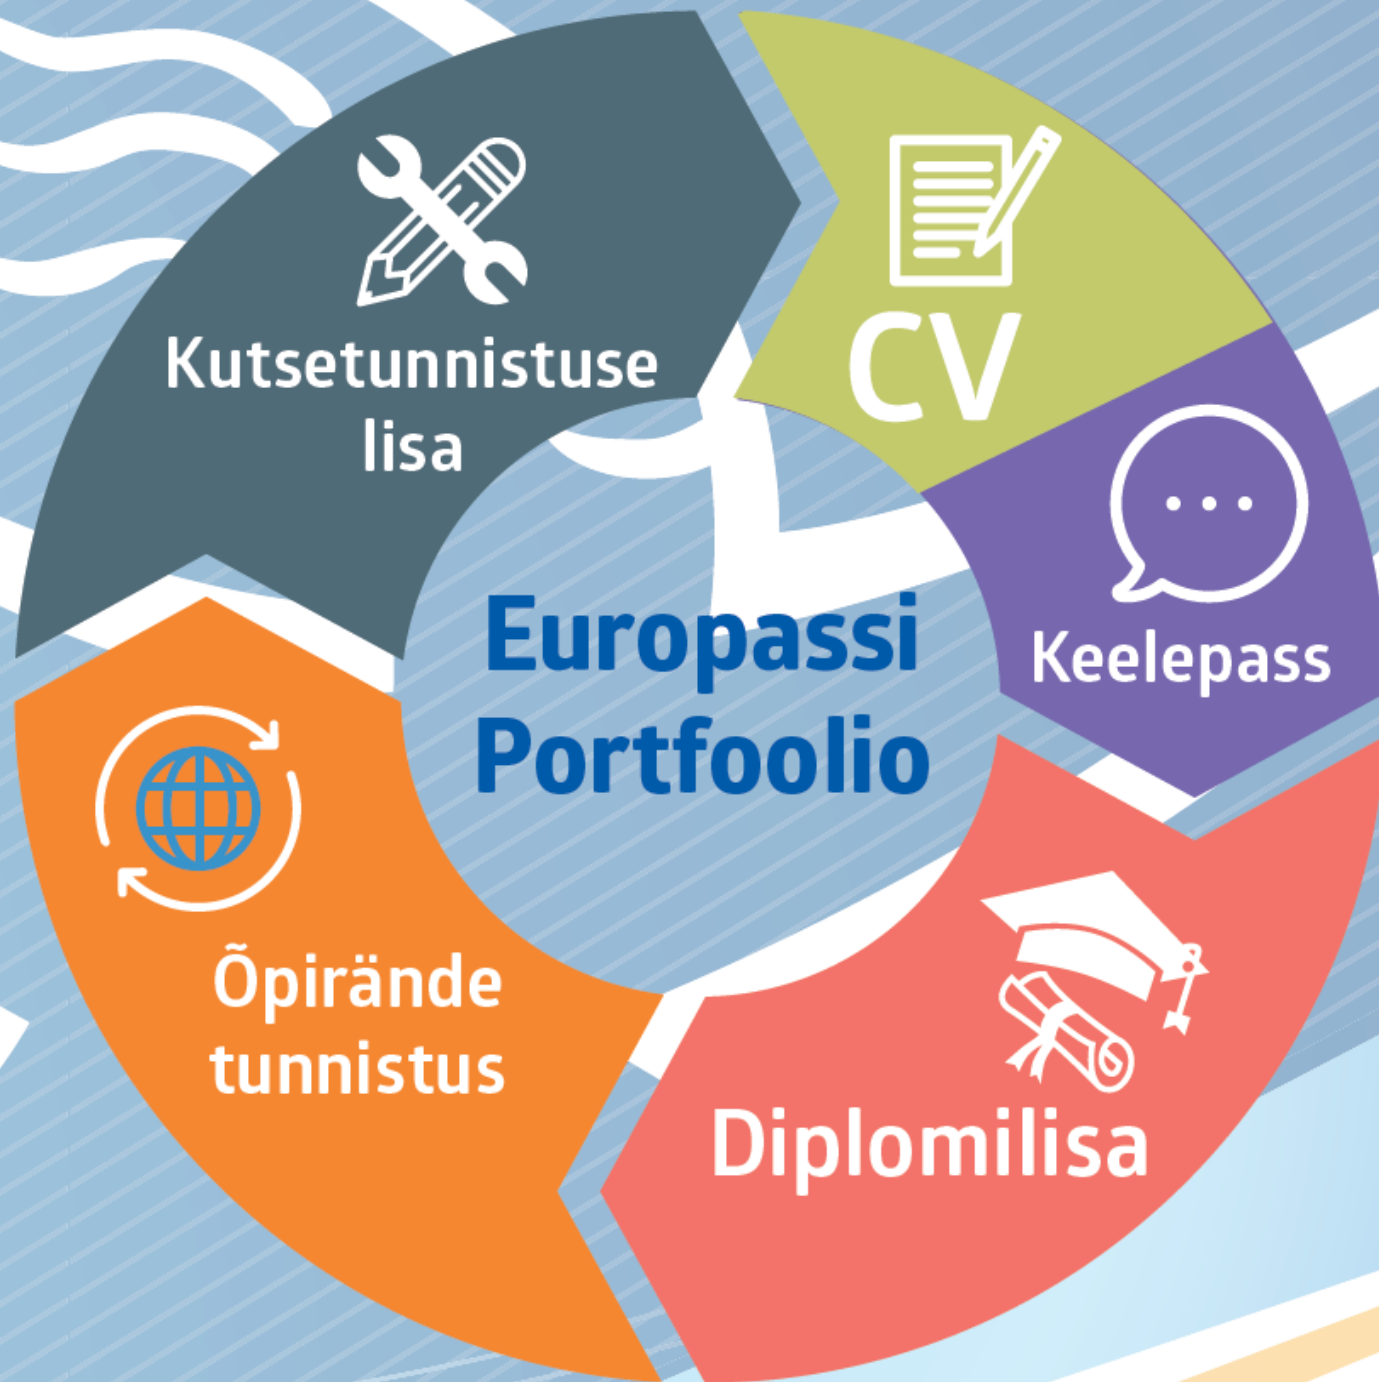 Kutsetunnistuse
lisa
CV
Keelepass
Europassi
Portfoolio
Õpirände
tunnistus
Diplomilisa